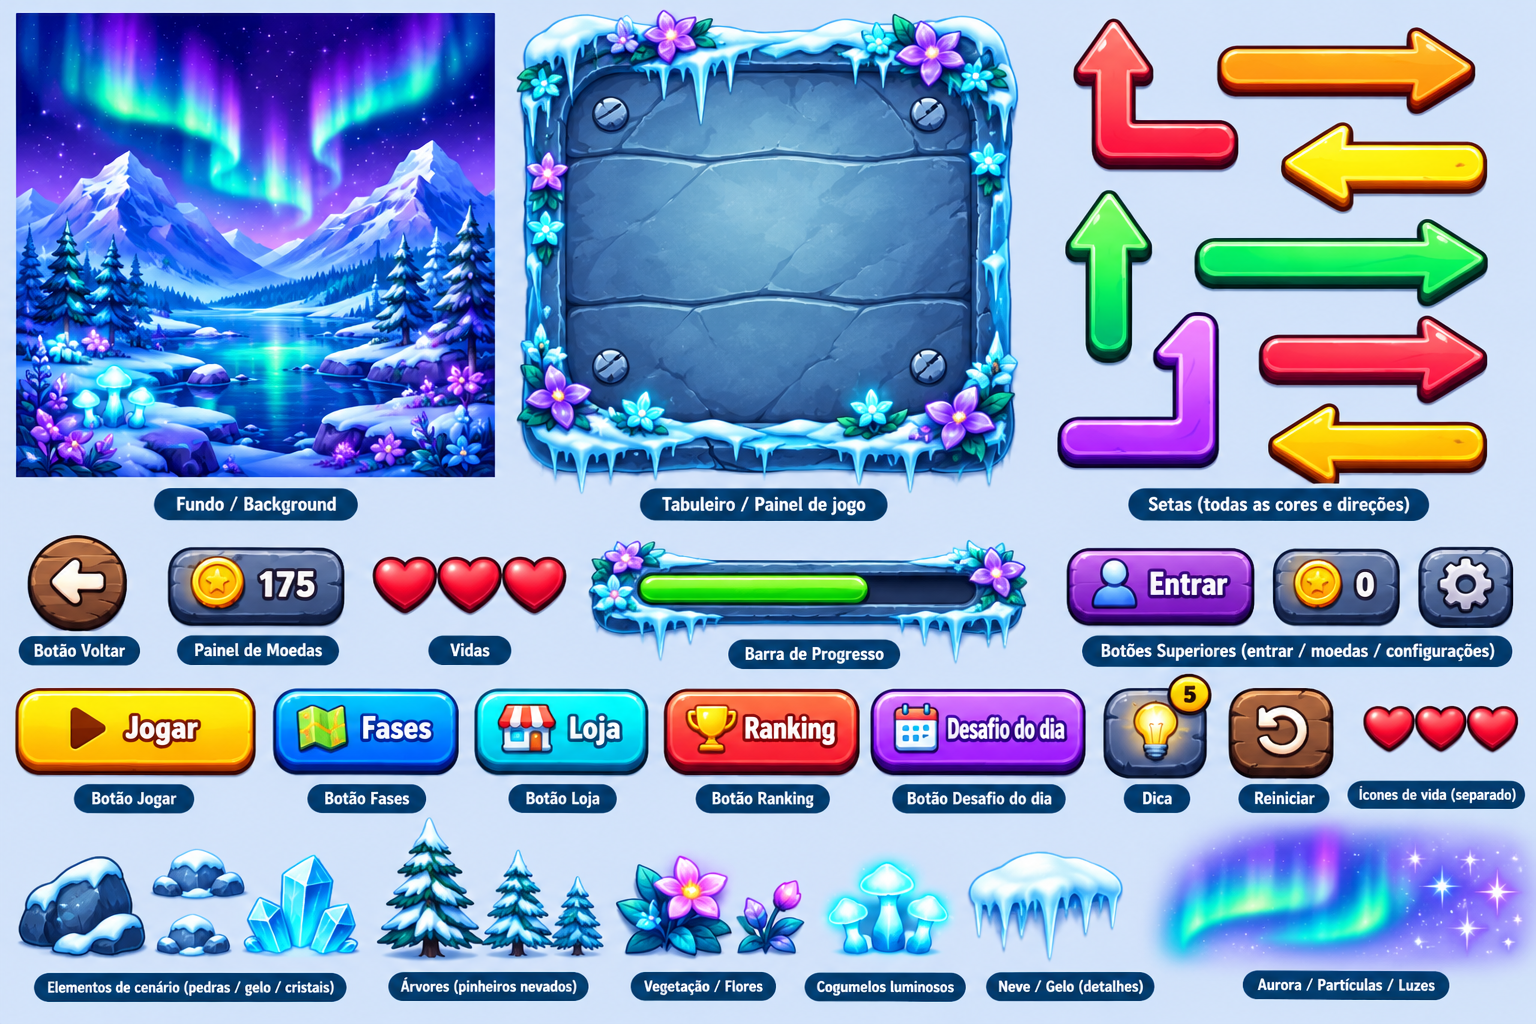 Fundo / Background
Tabuleiro / Painel de jogo
Setas (todas as cores e direções)
175
Entrar
0
Botão Voltar
Painel de Moedas
Vidas
Barra de Progresso
Botões Superiores (entrar / moedas / configurações)
Jogar
Fases
Loja
Ranking
Desafio do dia
5
Botão Jogar
Botão Fases
Botão Loja
Botão Ranking
Botão Desafio do dia
Dica
Reiniciar
Ícones de vida (separado)
Elementos de cenário (pedras / gelo / cristais)
Árvores (pinheiros nevados)
Vegetação / Flores
Cogumelos luminosos
Neve / Gelo (detalhes)
Aurora / Partículas / Luzes